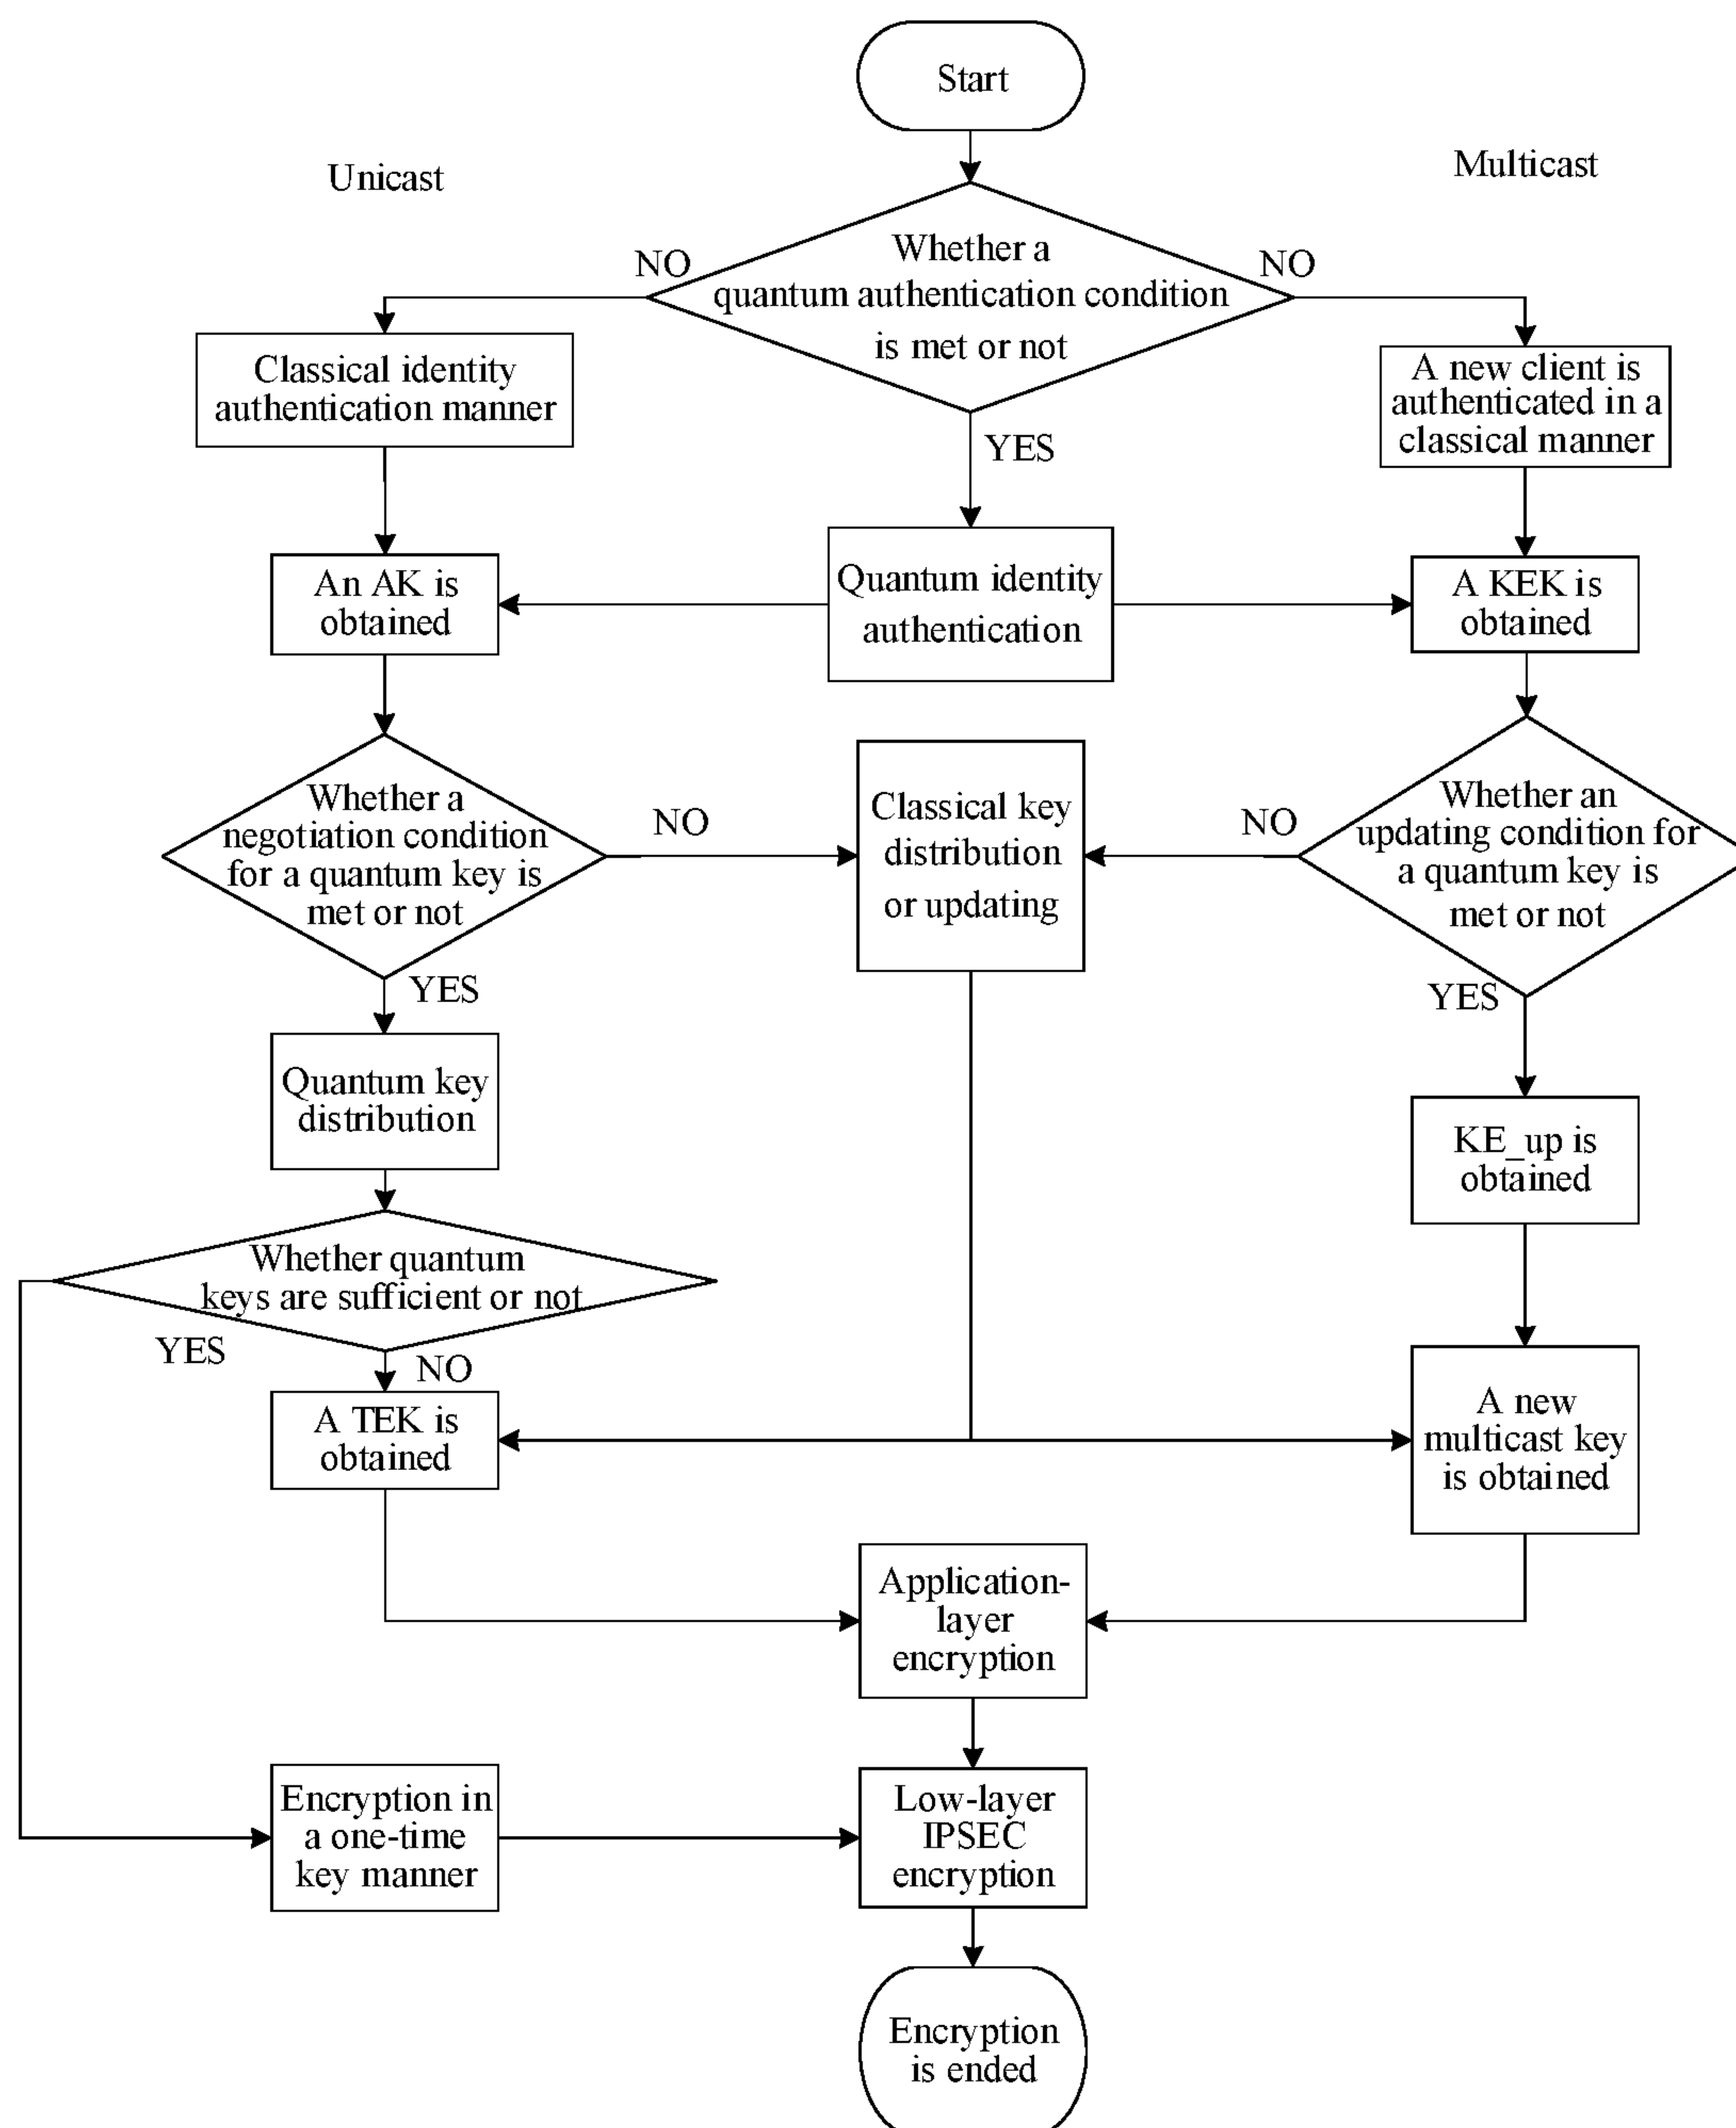 Start
Unicast
Multicast
NO
Whether a
quantum authentication condition
is met or not
NO
Classical identity
authentication manner
A new client is
authenticated in a
classical manner
YES
An AK is
obtained
Quantum identity
authentication
A KEK is
obtained
Whether a
negotiation condition
for a quantum key is
met or not
NO
Classical key
distribution
or updating
NO
Whether an
updating condition for
a quantum key is
met or not
YES
YES
Quantum key
distribution
KE_up is
obtained
Whether quantum
keys are sufficient or not
YES
NO
A TEK is
obtained
A new
multicast key
is obtained
Application-
layer
encryption
Encryption in
a one-time
key manner
Low-layer
IPSEC
encryption
Encryption
is ended